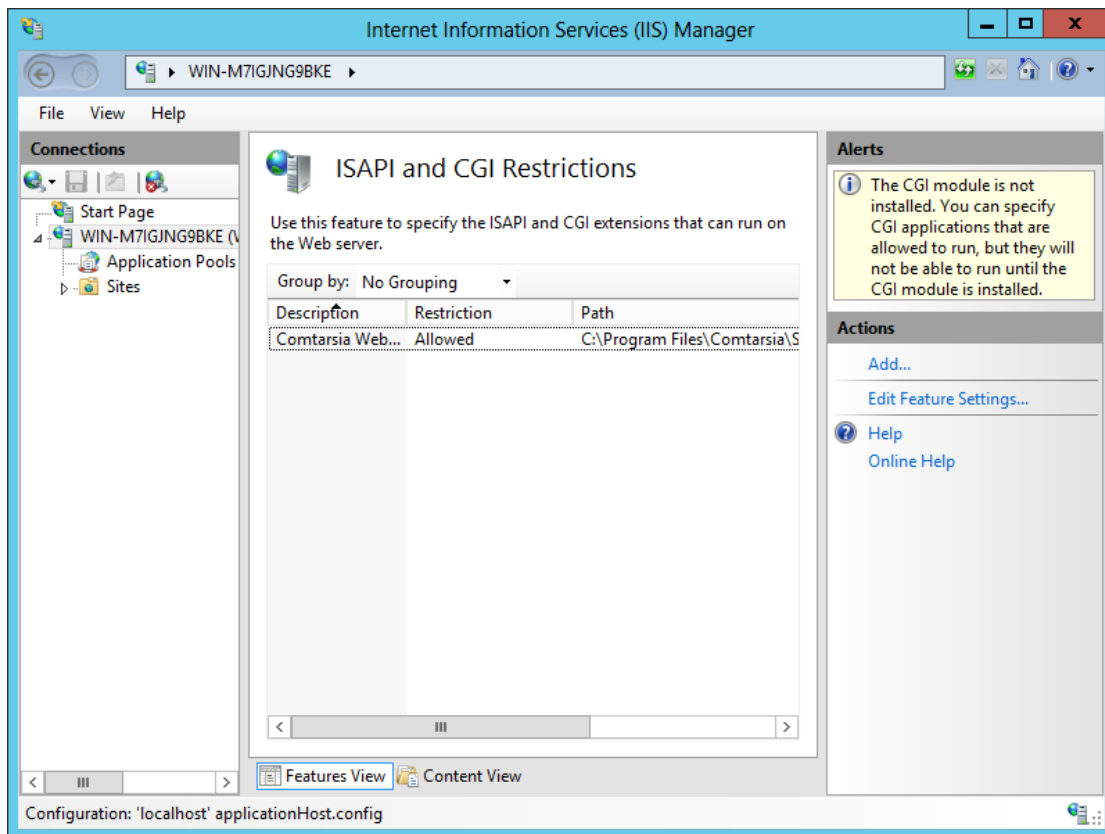 Internet Information Services (IIS) Manager
WIN-M7IGJNG9BKE
File View Help
Connections
Start Page
WIN-M7IGJNG9BKE (
Application Pools
Sites
ISAPI and CGI Restrictions
Use this feature to specify the ISAPI and CGI extensions that can run on
the Web server.
Group by: No Grouping
Description Restriction Path
Comtarsia Web... Allowed C:\Program Files\Comtarsia\S
Features View Content View
Alerts
The CGI module is not
installed. You can specify
CGI applications that are
allowed to run, but they will
not be able to run until the
CGI module is installed.
Actions
Add...
Edit Feature Settings...
Help
Online Help
Configuration: 'localhost' applicationHost.config